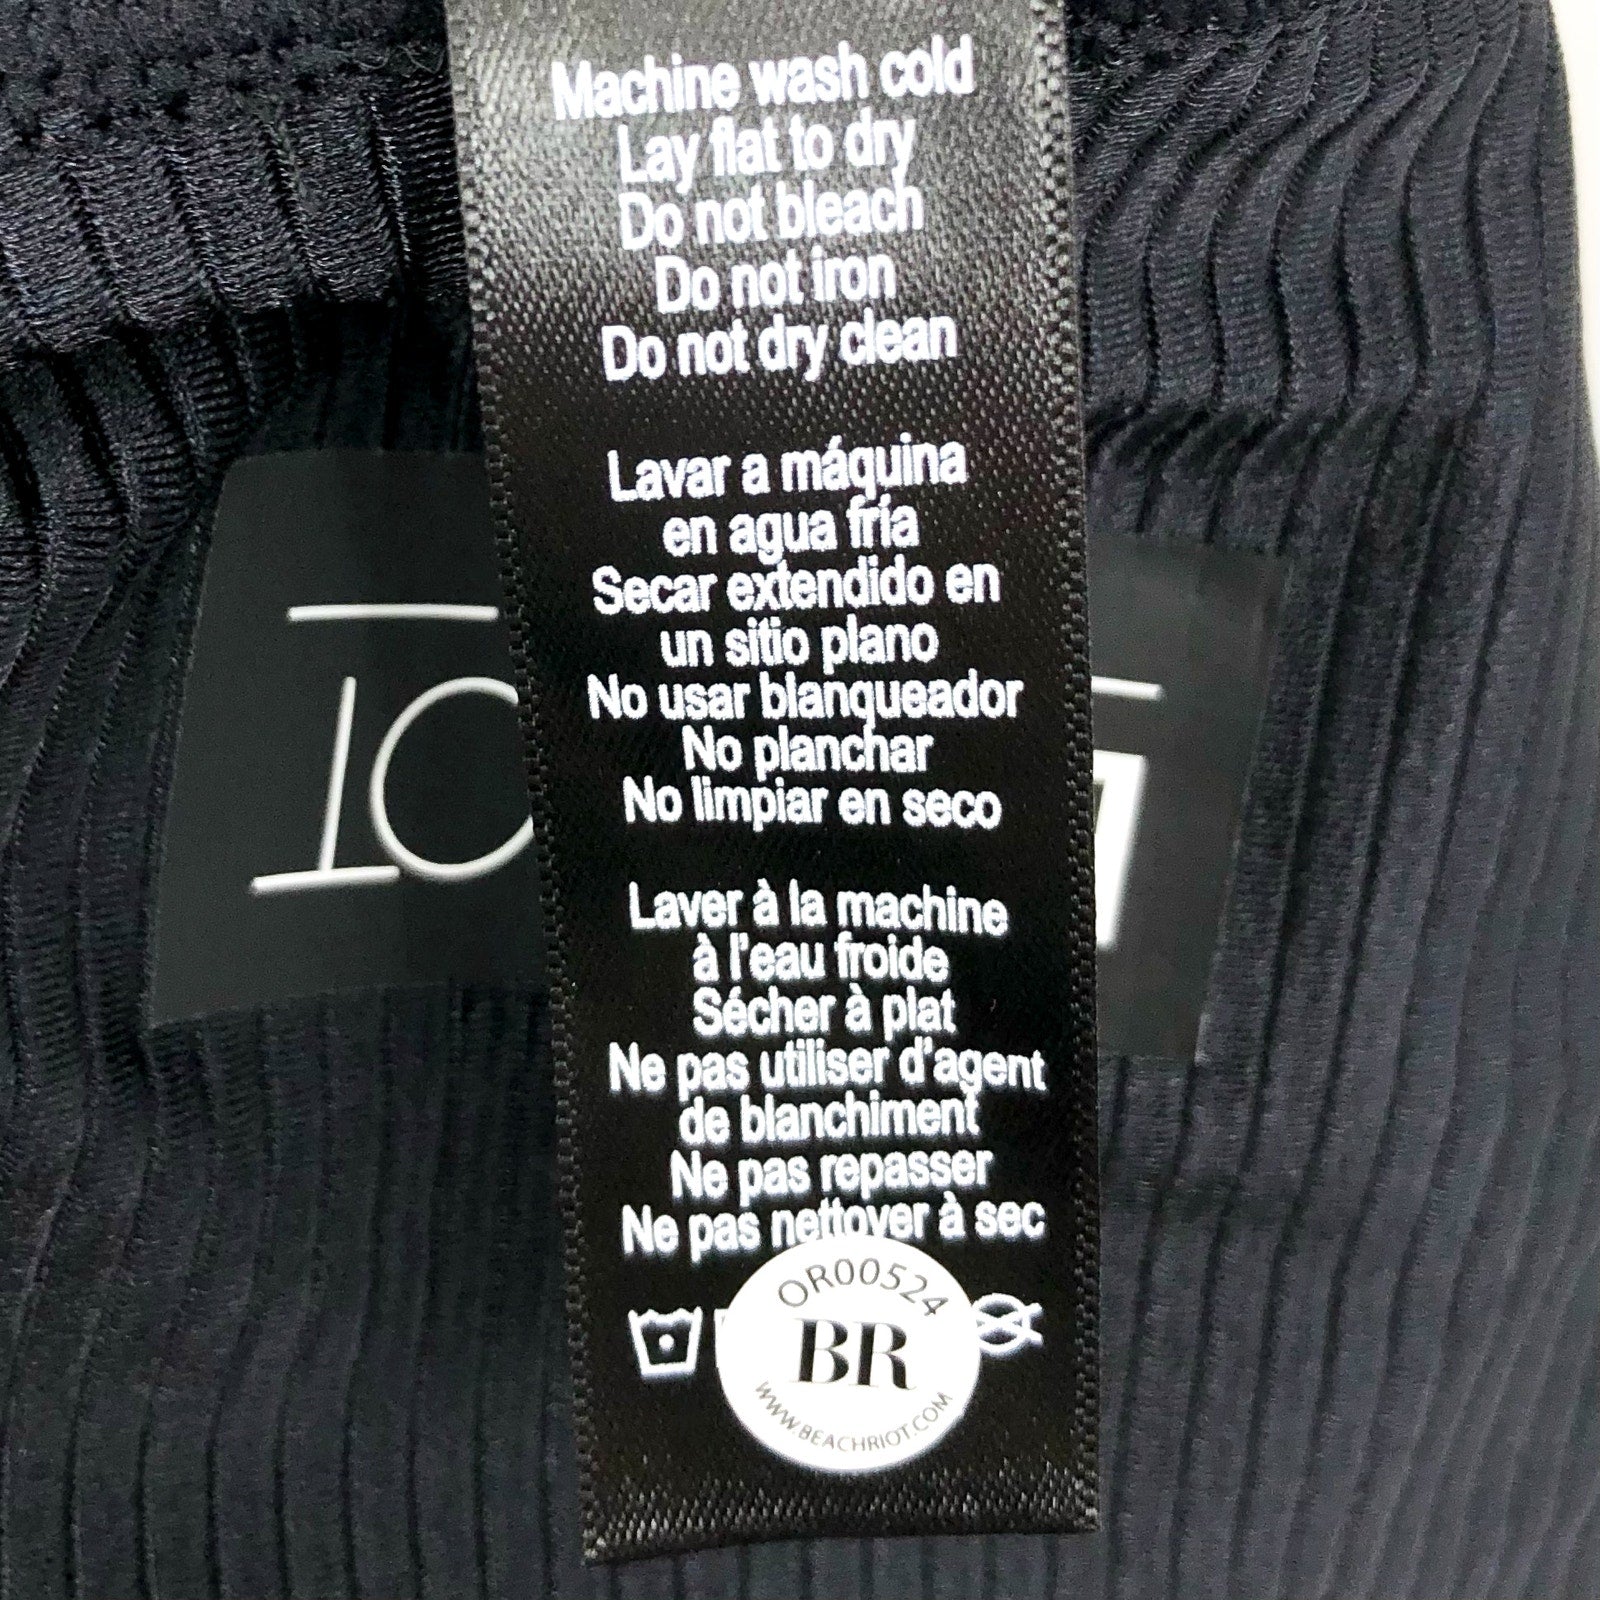 Machine wash cold
Lay flat to dry
Do not bleach
Do not iron
Do not dry clean
Lavar a máquina
en agua fría
Secar extendido en
un sitio plano
No usar blanqueador
No planchar
No limpiar en seco
Laver à la machine
à l'eau froide
Sécher à plat
Ne pas utiliser d'agent
de blanchiment
Ne pas repasser
Ne pas nettoyer à sec
OR00524
BR
WWW.BEACHRIOT.COM